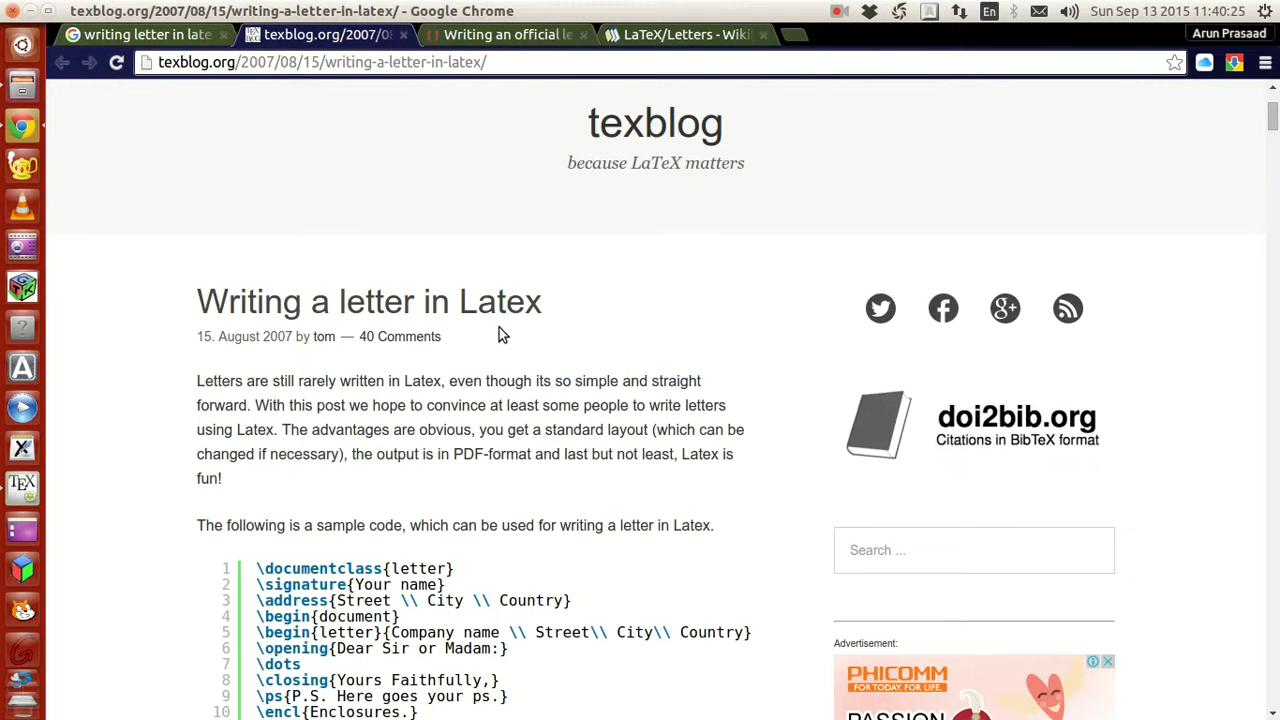 texblog.org/2007/08/15/writing-a-letter-in-latex/ - Google Chrome
En
Sun Sep 13 2015 11:40:25
writing letter in late
texblog.org/2007/08
Writing an official le
LaTeX/Letters - Wiki
Arun Prasaad
texblog.org/2007/08/15/writing-a-letter-in-latex/
texblog
because LaTeX matters
Writing a letter in Latex
15. August 2007 by tom — 40 Comments
Letters are still rarely written in Latex, even though its so simple and straight
forward. With this post we hope to convince at least some people to write letters
using Latex. The advantages are obvious, you get a standard layout (which can be
changed if necessary), the output is in PDF-format and last but not least, Latex is
fun!
The following is a sample code, which can be used for writing a letter in Latex.
1 \documentclass{letter}
2 \signature{Your name}
3 \address{Street \\ City \\ Country}
4 \begin{document}
5 \begin{letter}{Company name \\ Street\\ City\\ Country}
6 \opening{Dear Sir or Madam:}
7 \dots
8 \closing{Yours Faithfully,}
9 \ps{P.S. Here goes your ps.}
10 \encl{Enclosures.}
doi2bib.org
Citations in BibTeX format
Search ...
Advertisement:
PHICOMM
FOR TODAY. FOR LIFE.
TEX